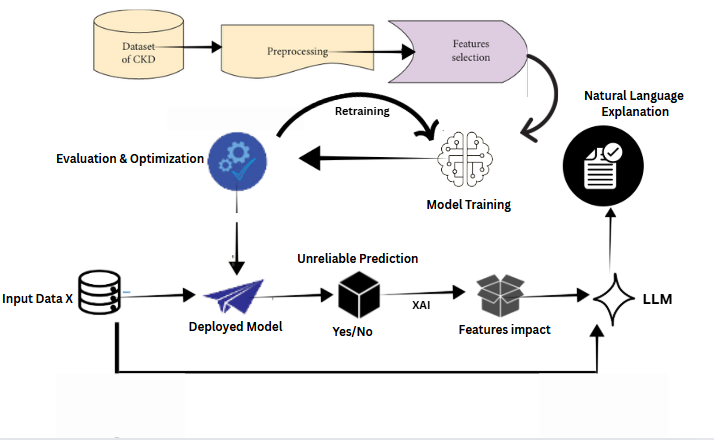 Dataset
of CKD
Preprocessing
Features
selection
Natural Language
Explanation
Retraining
Evaluation & Optimization
Model Training
Unreliable Prediction
Input Data X
Deployed Model
Yes/No
XAI
Features impact
LLM